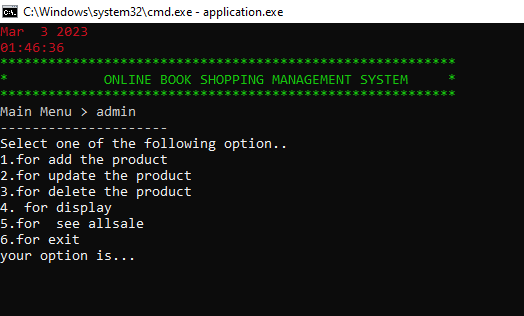 C:\Windows\system32\cmd.exe - application.exe
Mar  3 2023
01:46:36
*********************************************************
*            ONLINE BOOK SHOPPING MANAGEMENT SYSTEM     *
*********************************************************
Main Menu > admin
---------------------
Select one of the following option..
1.for add the product
2.for update the product
3.for delete the product
4. for display
5.for  see allsale
6.for exit
your option is...